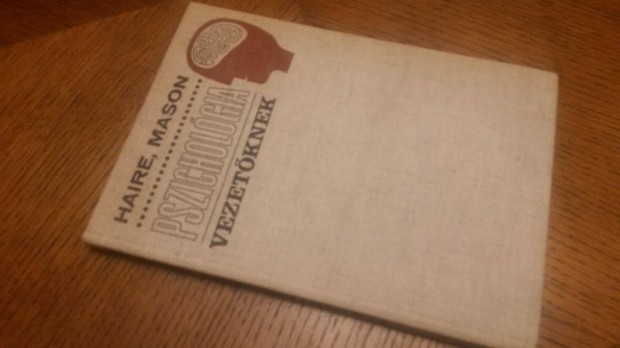 HAIRE, MASON
PSZICHOLÓGIA
VEZETŐKNEK